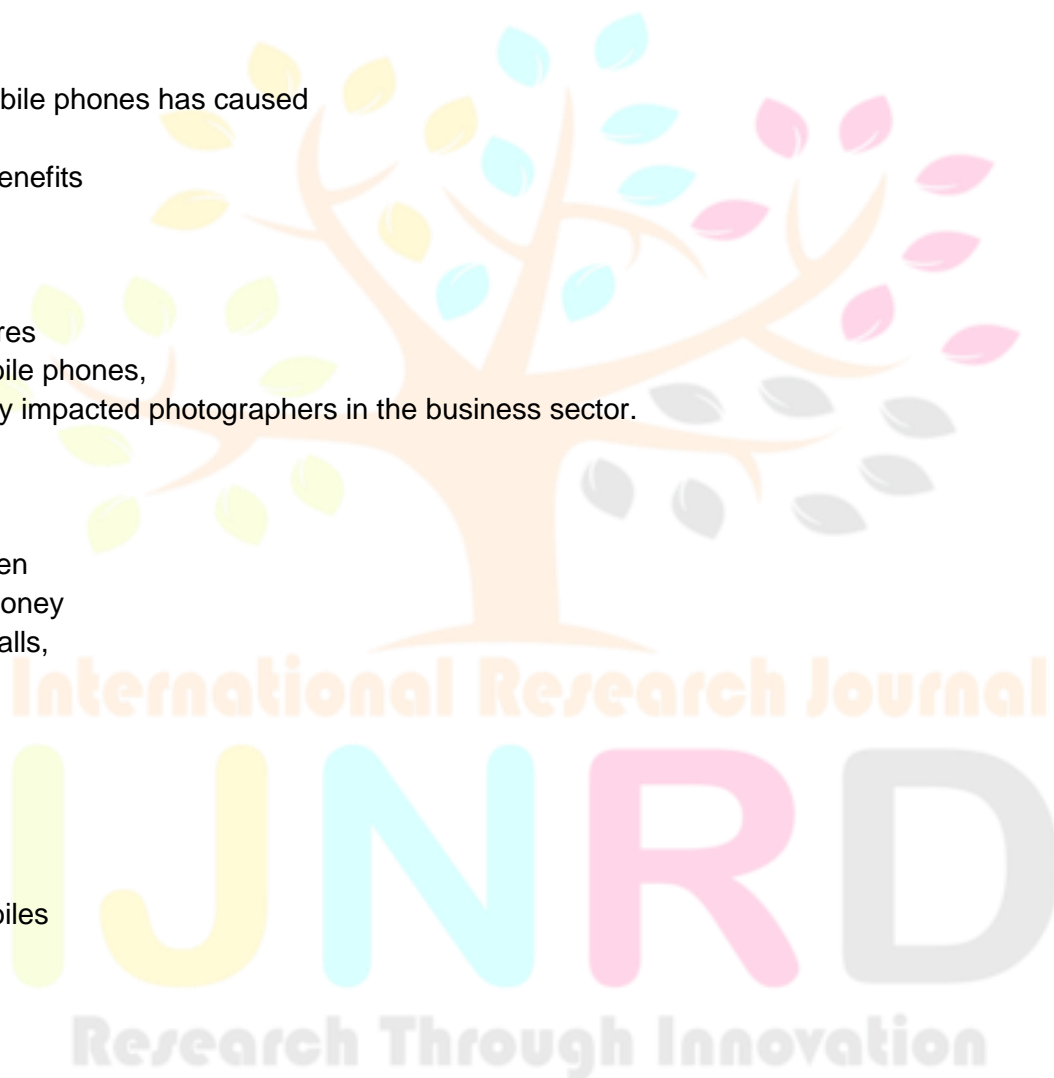 bile phones has caused
enefits
res
bile phones,
y impacted photographers in the business sector.
en
oney
alls,
International Research Journal
biles
IJNRD
Research Through Innovation